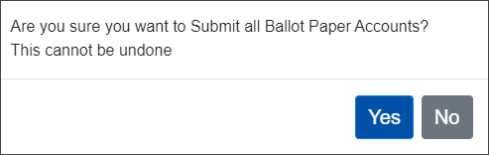 Are you sure you want to Submit all Ballot Paper Accounts?
This cannot be undone
Yes No